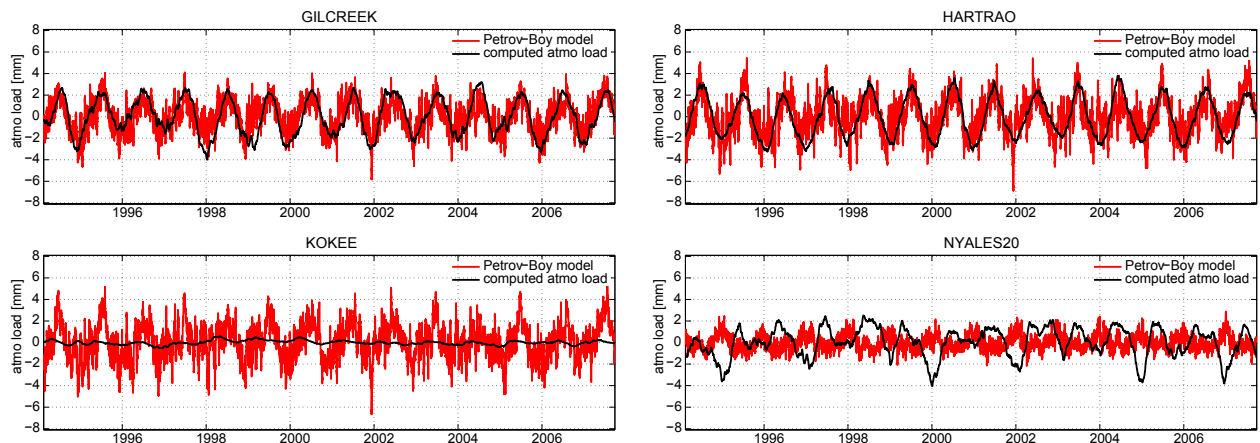 GILCREEK
8
6
4
2
0
−2
−4
−6
−8
atmo load [mm]
Petrov−Boy model
computed atmo load
1996 1998 2000 2002 2004 2006
HARTRAO
8
6
4
2
0
−2
−4
−6
−8
atmo load [mm]
Petrov−Boy model
computed atmo load
1996 1998 2000 2002 2004 2006
KOKEE
8
6
4
2
0
−2
−4
−6
−8
atmo load [mm]
Petrov−Boy model
computed atmo load
1996 1998 2000 2002 2004 2006
NYALES20
8
6
4
2
0
−2
−4
−6
−8
atmo load [mm]
Petrov−Boy model
computed atmo load
1996 1998 2000 2002 2004 2006